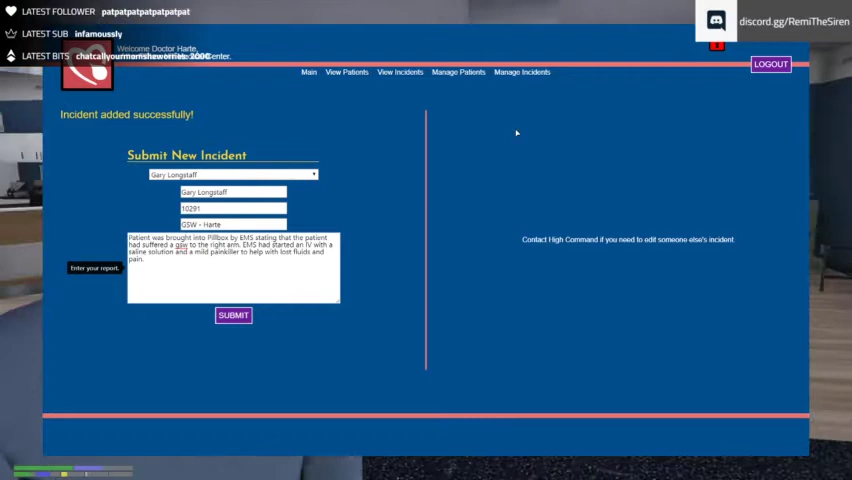 LATEST FOLLOWER patpatpatpatpatpatpat
LATEST SUB infamously
LATEST BITS
discord.gg/RemiTheSiren
Welcome Doctor Harte,
Center.
LOGOUT
Main View Patients View Incidents Manage Patients Manage Incidents
Incident added successfully!
Submit New Incident
Gary Longstaff
Gary Longstaff
10291
GSW - Harte
Patient was brought into Pillbox by EMS stating that the patient
had suffered a gsw to the right arm. EMS had started an IV with a
saline solution and a mild painkiller to help with lost fluids and
pain.
Enter your report.
SUBMIT
Contact High Command if you need to edit someone else's incident.